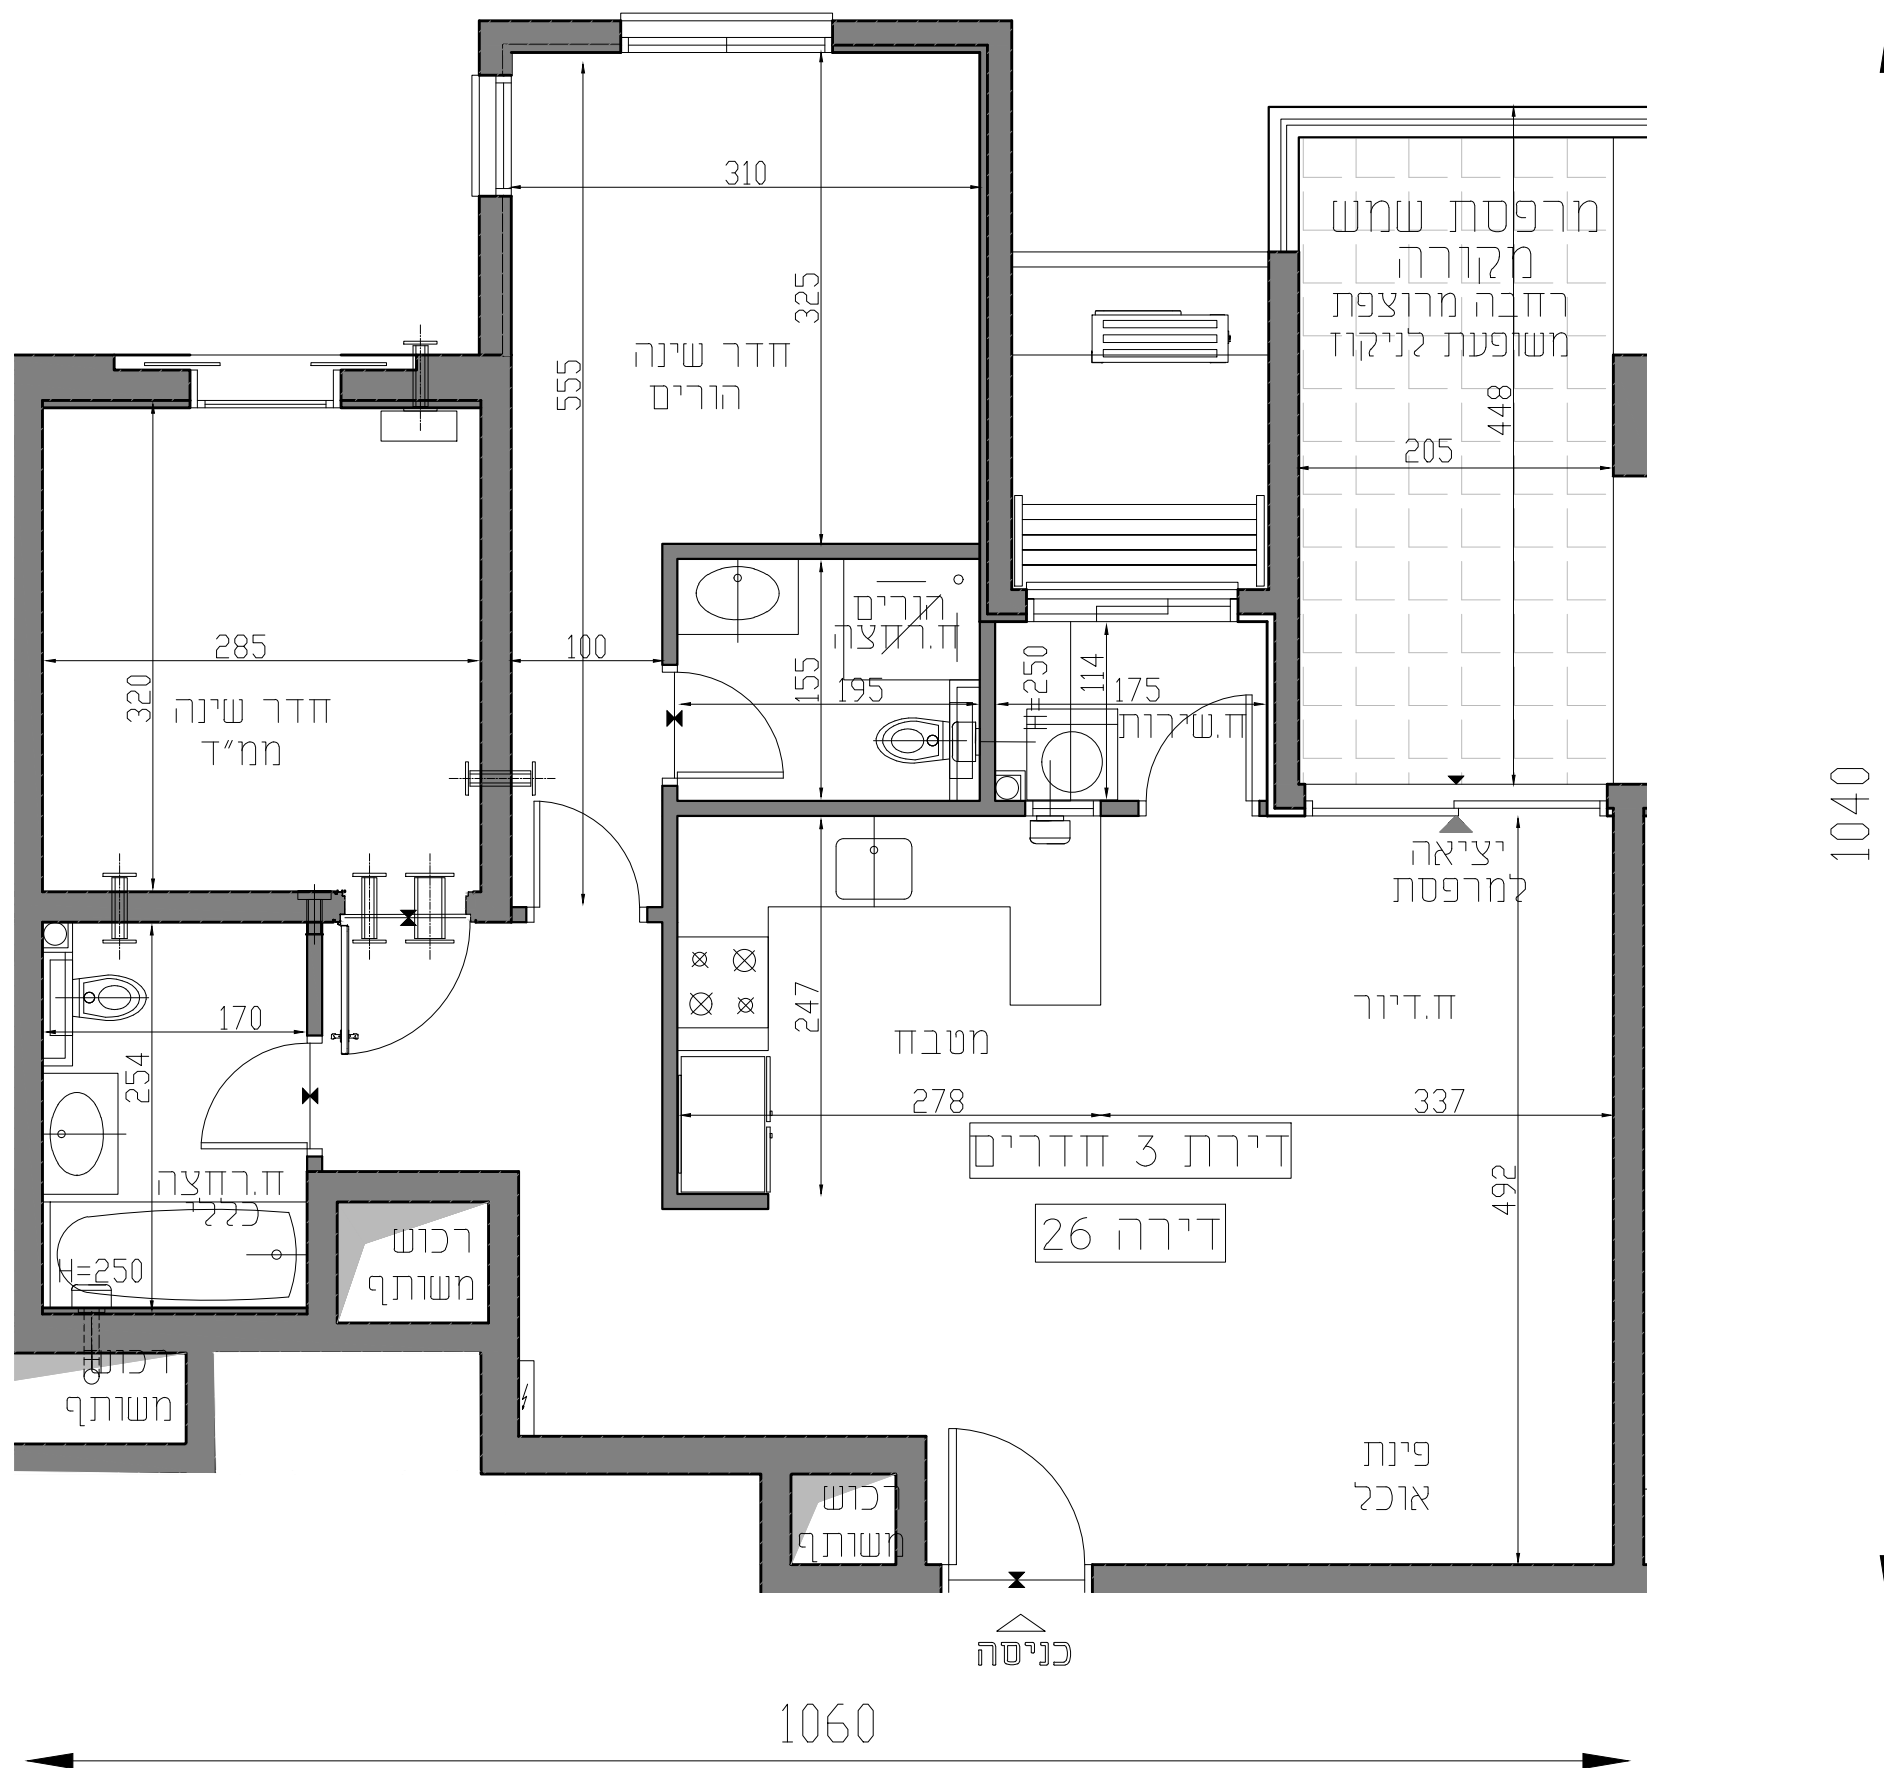 310
מרפסת שמש
מקורה
רחבה מרוצפת
משופעת לניקוז
325
חדר שינה
הורים
555
448
205
הורים
ח.רחצה
285
100
155
195
H=250
114
175
ח.שירות
320
חדר שינה
ממ"ד
1040
יציאה
למרפסת
170
254
247
מטבח
ח.דיור
278
337
דירת 3 חדרים
492
ח.רחצה
כללי
H=250
רכוש
משותף
דירה 26
רכוש
משותף
פינת
אוכל
רכוש
משותף
כניסה
1060